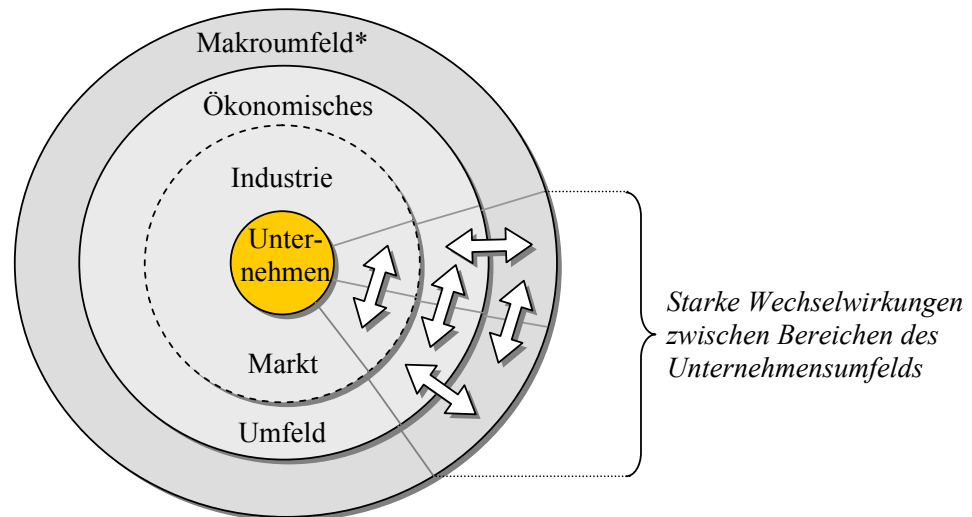 Makroumfeld*
Ökonomisches
Industrie
Unter-
nehmen
Markt
Umfeld
Starke Wechselwirkungen
zwischen Bereichen des
Unternehmensumfelds